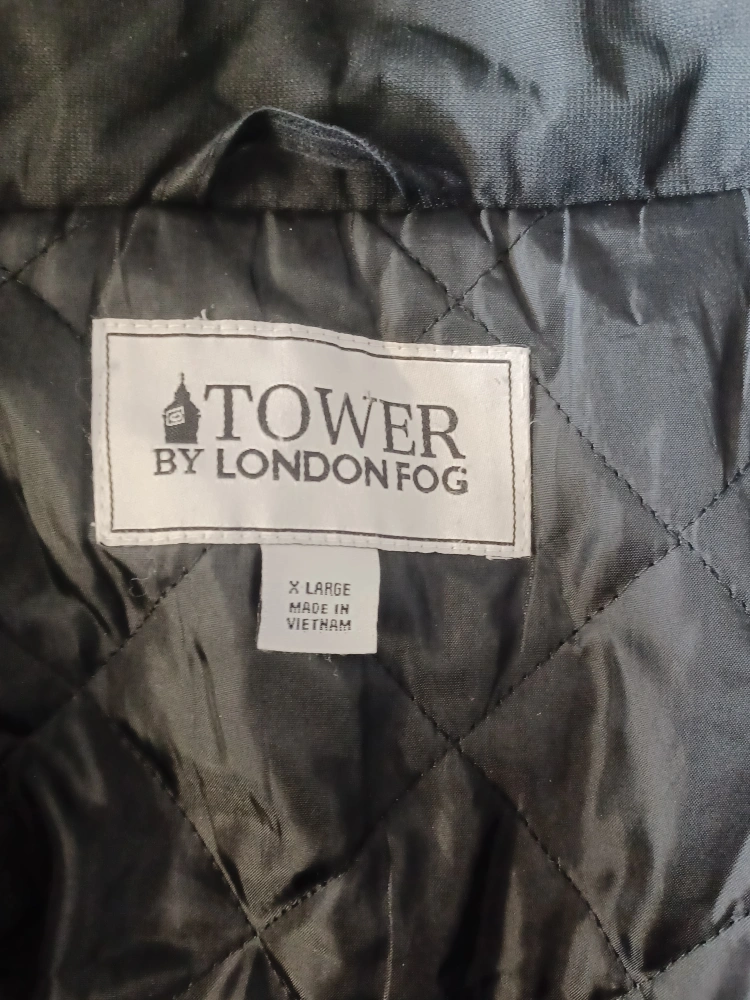 TOWER
BY LONDON FOG
X LARGE
MADE IN
VIETNAM